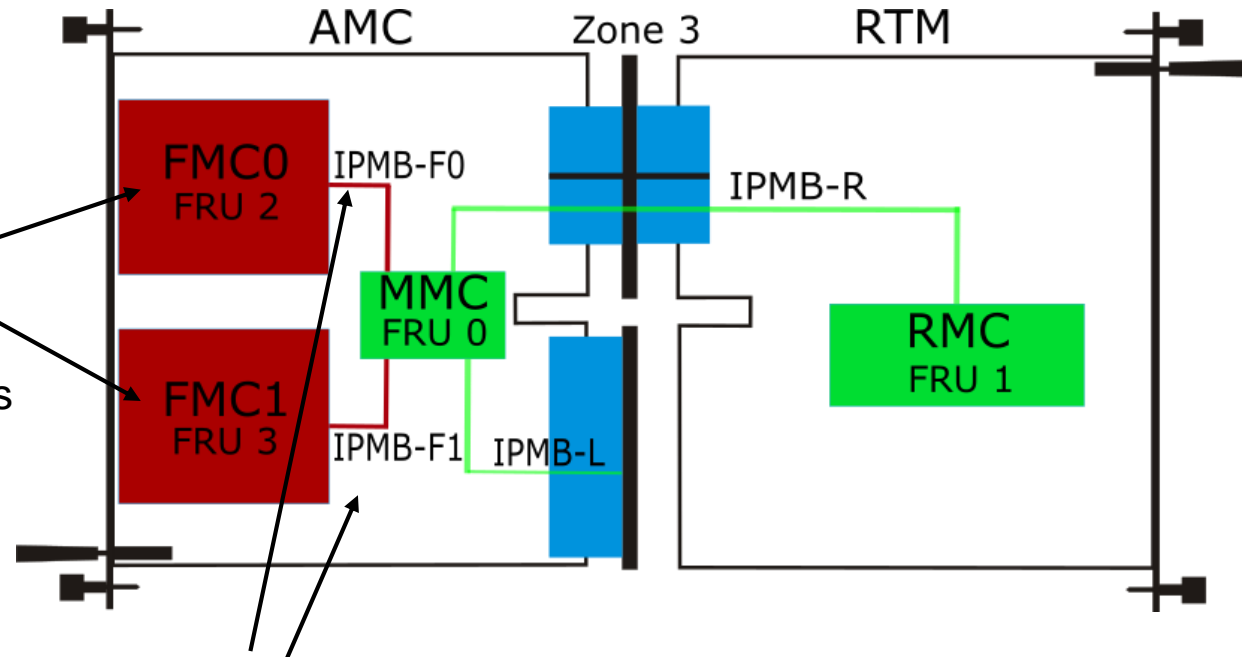 AMC
Zone 3
RTM
FMC0
FRU 2
IPMB-F0
IPMB-R
MMC
FRU 0
RMC
FRU 1
s
FMC1
FRU 3
IPMB-F1
IPMB-L